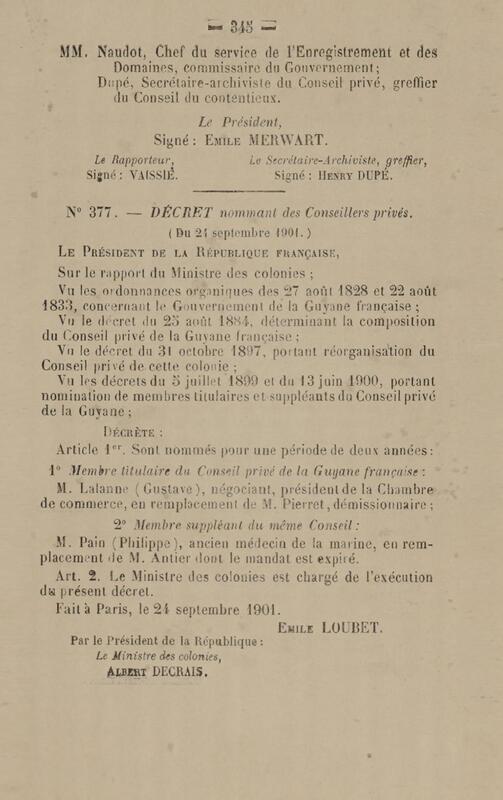 — 345 —
MM. Naudot, Chef du service de l'Enregistrement et des
Domaines, commissaire du Gouvernement;
Dupé, Secrétaire-archiviste du Conseil privé, greffier
du Conseil du contentieux.
Le Président,
Signé : EMILE MERWART.
Le Rapporteur, Le Secrétaire-Archiviste, greffier,
Signé : VAISSIÉ. Signé : HENRY DUPÉ.
N° 377. — DÉCRET nommant des Conseillers privés.
(Du 24 septembre 1901.)
LE PRÉSIDENT DE LA RÉPUBLIQUE FRANÇAISE,
Sur le rapport du Ministre des colonies ;
Vu les ordonnances organiques des 27 août 1828 et 22 août
1833, concernant le Gouvernement de la Guyane française ;
Vu le décret du 25 août 1884, déterminant la composition
du Conseil privé de la Guyane française ;
Vu le décret du 31 octobre 1897, portant réorganisation du
Conseil privé de cette colonie ;
Vu les décrets du 5 juillet 1899 et du 13 juin 1900, portant
nomination de membres titulaires et suppléants du Conseil privé
de la Guyane ;
DÉCRÈTE :
Article 1er. Sont nommés pour une période de deux années :
1° Membre titulaire du Conseil privé de la Guyane française :
M. Lalanne (Gustave), négociant, président de la Chambre
de commerce, en remplacement de M. Pierret, démissionnaire ;
2° Membre suppléant du même Conseil :
M. Pain (Philippe), ancien médecin de la marine, en rem-
placement de M. Antier dont le mandat est expiré.
Art. 2. Le Ministre des colonies est chargé de l'exécution
du présent décret.
Fait à Paris, le 24 septembre 1901.
EMILE LOUBET.
Par le Président de la République :
Le Ministre des colonies,
ALBERT DECRAIS.